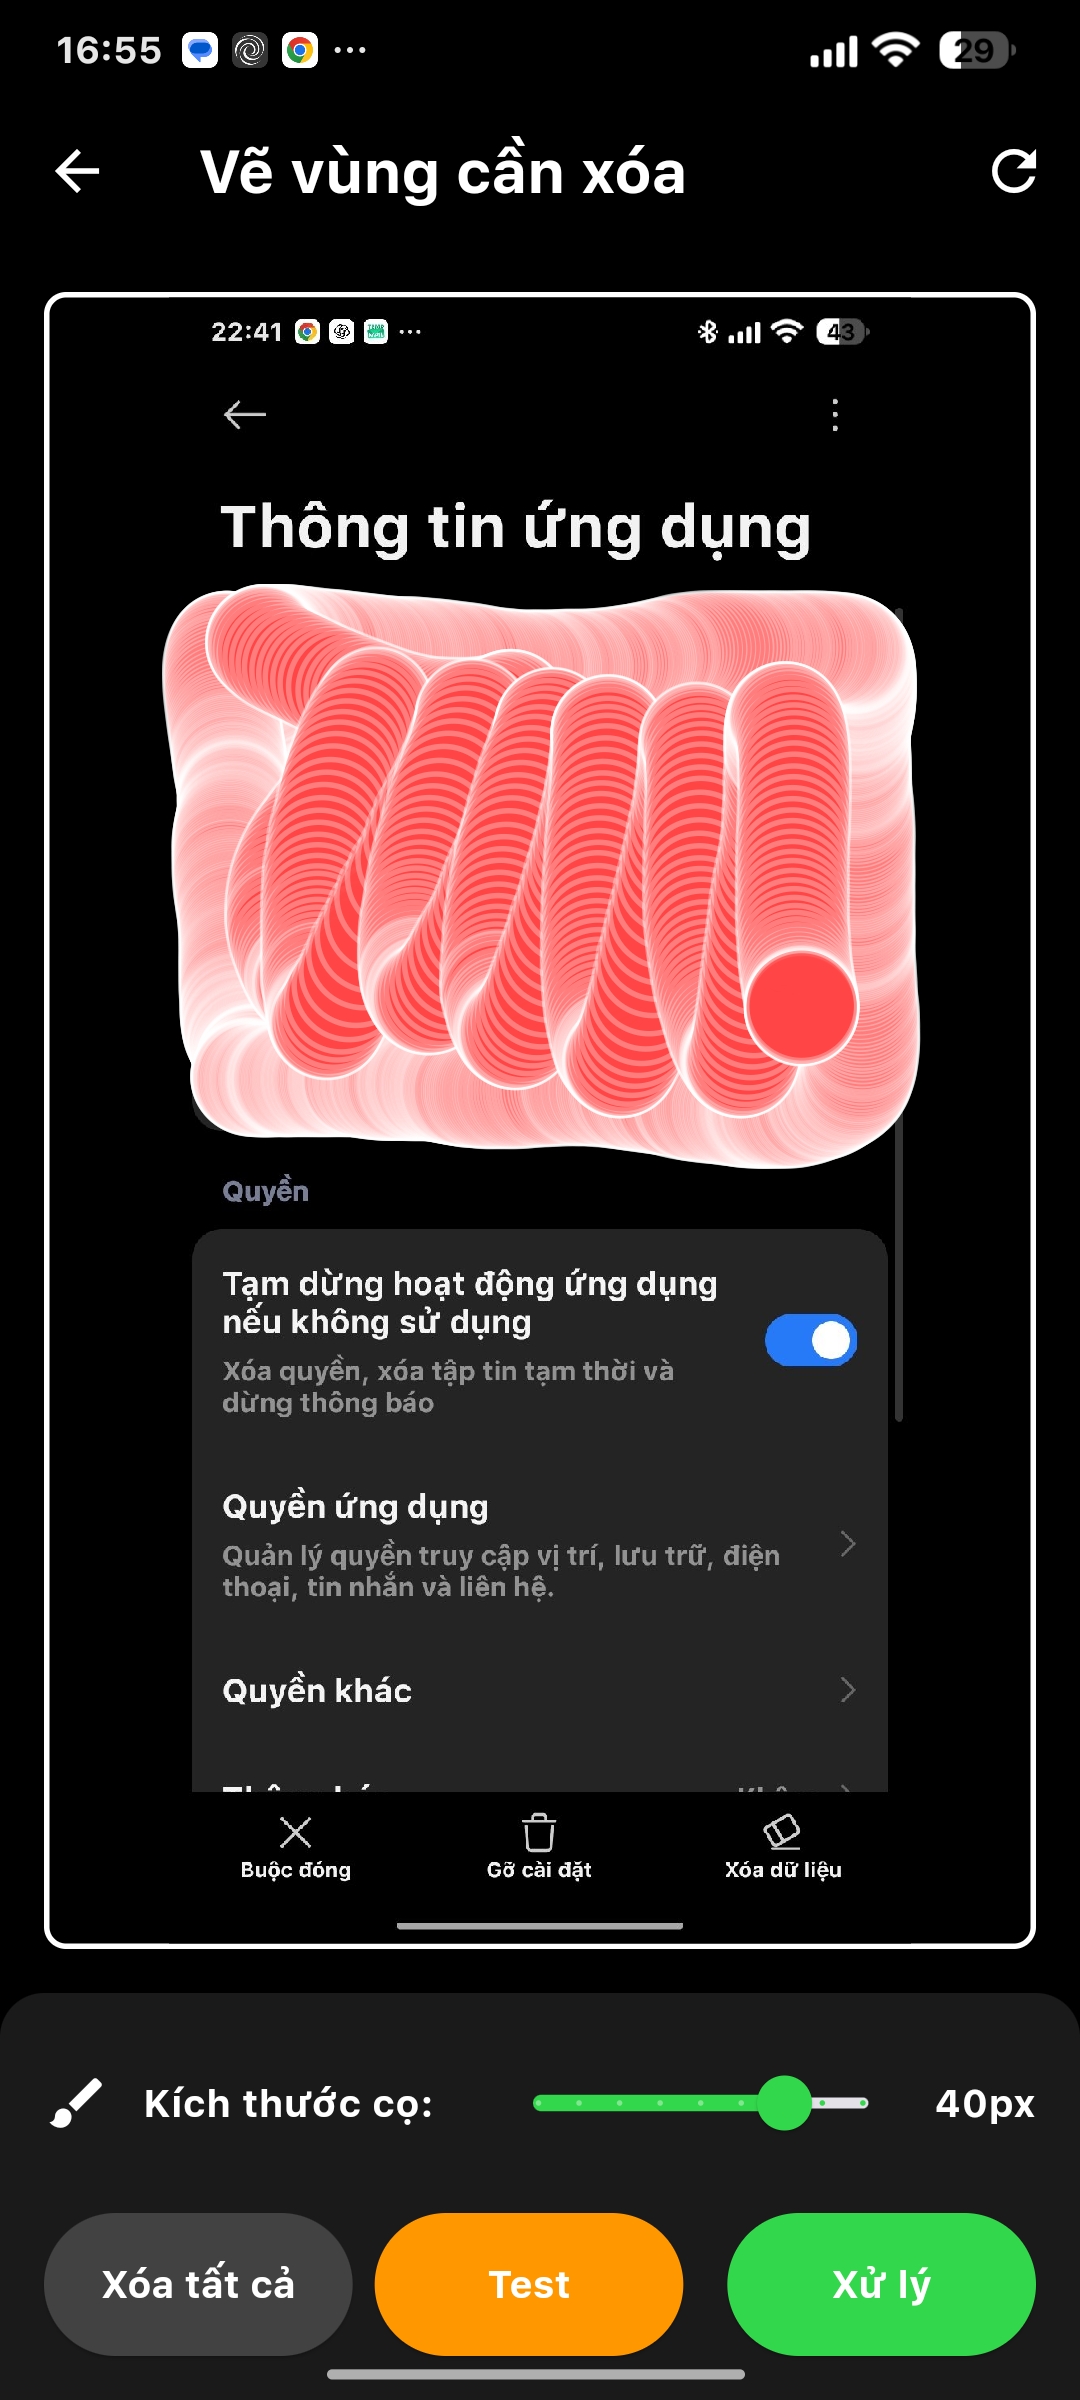 16:55
29
Vẽ vùng cần xóa
22:41
43
Thông tin ứng dụng
Quyền
Tạm dừng hoạt động ứng dụng
nếu không sử dụng
Xóa quyền, xóa tập tin tạm thời và
dừng thông báo
Quyền ứng dụng
Quản lý quyền truy cập vị trí, lưu trữ, điện
thoại, tin nhắn và liên hệ.
Quyền khác
Buộc đóng
Gỡ cài đặt
Xóa dữ liệu
Kích thước cọ:
40px
Xóa tất cả
Test
Xử lý